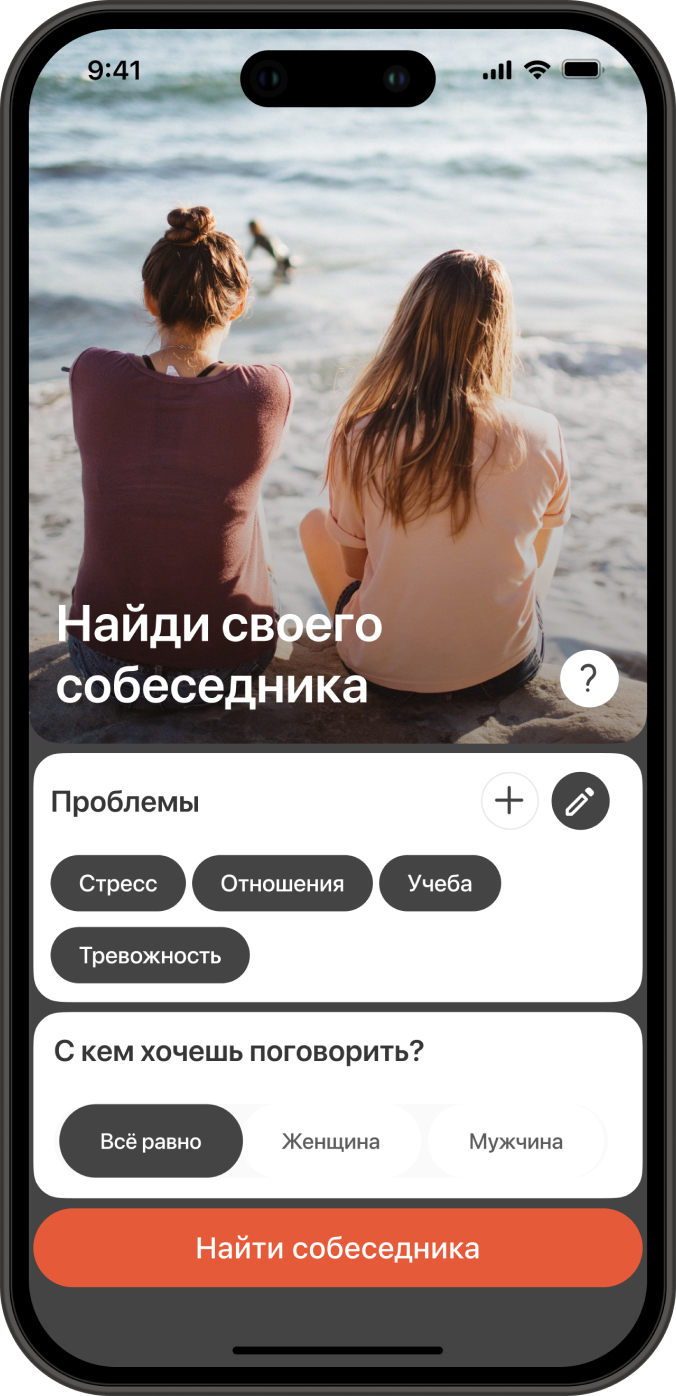 9:41
Найди своего
собеседника
?
Проблемы
Стресс Отношения Учеба
Тревожность
С кем хочешь поговорить?
Всё равно Женщина Мужчина
Найти собеседника